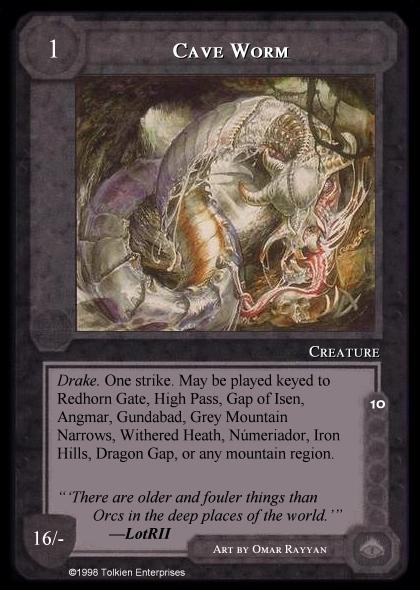 1
CAVE WORM
CREATURE
Drake. One strike. May be played keyed to
Redhorn Gate, High Pass, Gap of Isen,
Angmar, Gundabad, Grey Mountain
Narrows, Withered Heath, Númeriador, Iron
Hills, Dragon Gap, or any mountain region.
10
“‘There are older and fouler things than
Orcs in the deep places of the world.’”
—LotRII
16/-
ART BY OMAR RAYYAN
©1998 Tolkien Enterprises